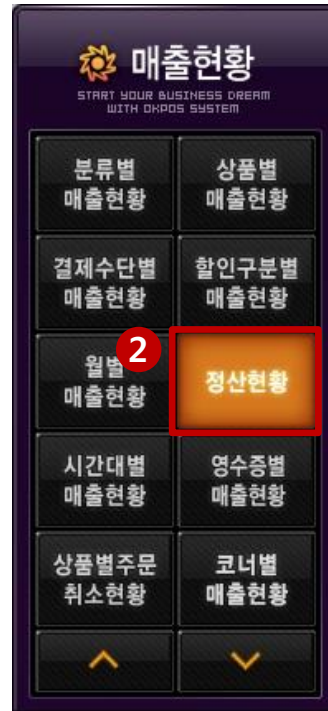 매출현황
START YOUR BUSINESS DREAM
WITH OKPOS SYSTEM
분류별
매출현황
상품별
매출현황
결제수단별
매출현황
할인구분별
매출현황
월별
매출현황
2
정산현황
시간대별
매출현황
영수증별
매출현황
상품별주문
취소현황
코너별
매출현황